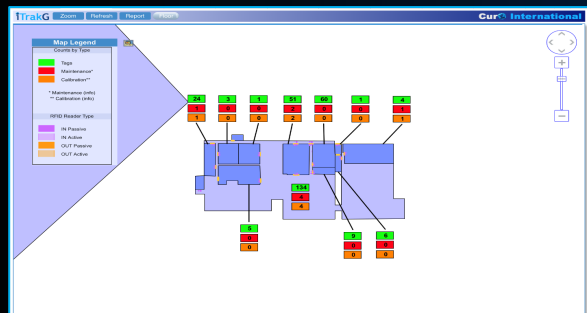 iTrakG Zoom Refresh Report
Cur International
Map Legend
Counts by Type
Tags
Maintenance*
Calibration**
* Maintenance (info)
** Calibration (info)
RFID Reader Type
IN Passive
IN Active
OUT Passive
OUT Active
24 3 1 51 60 1 4
1 0 0 2 0 0 1
1 0 0 2 0 0 1
134
4
4
5
0
0
9 6
0 0
0 0